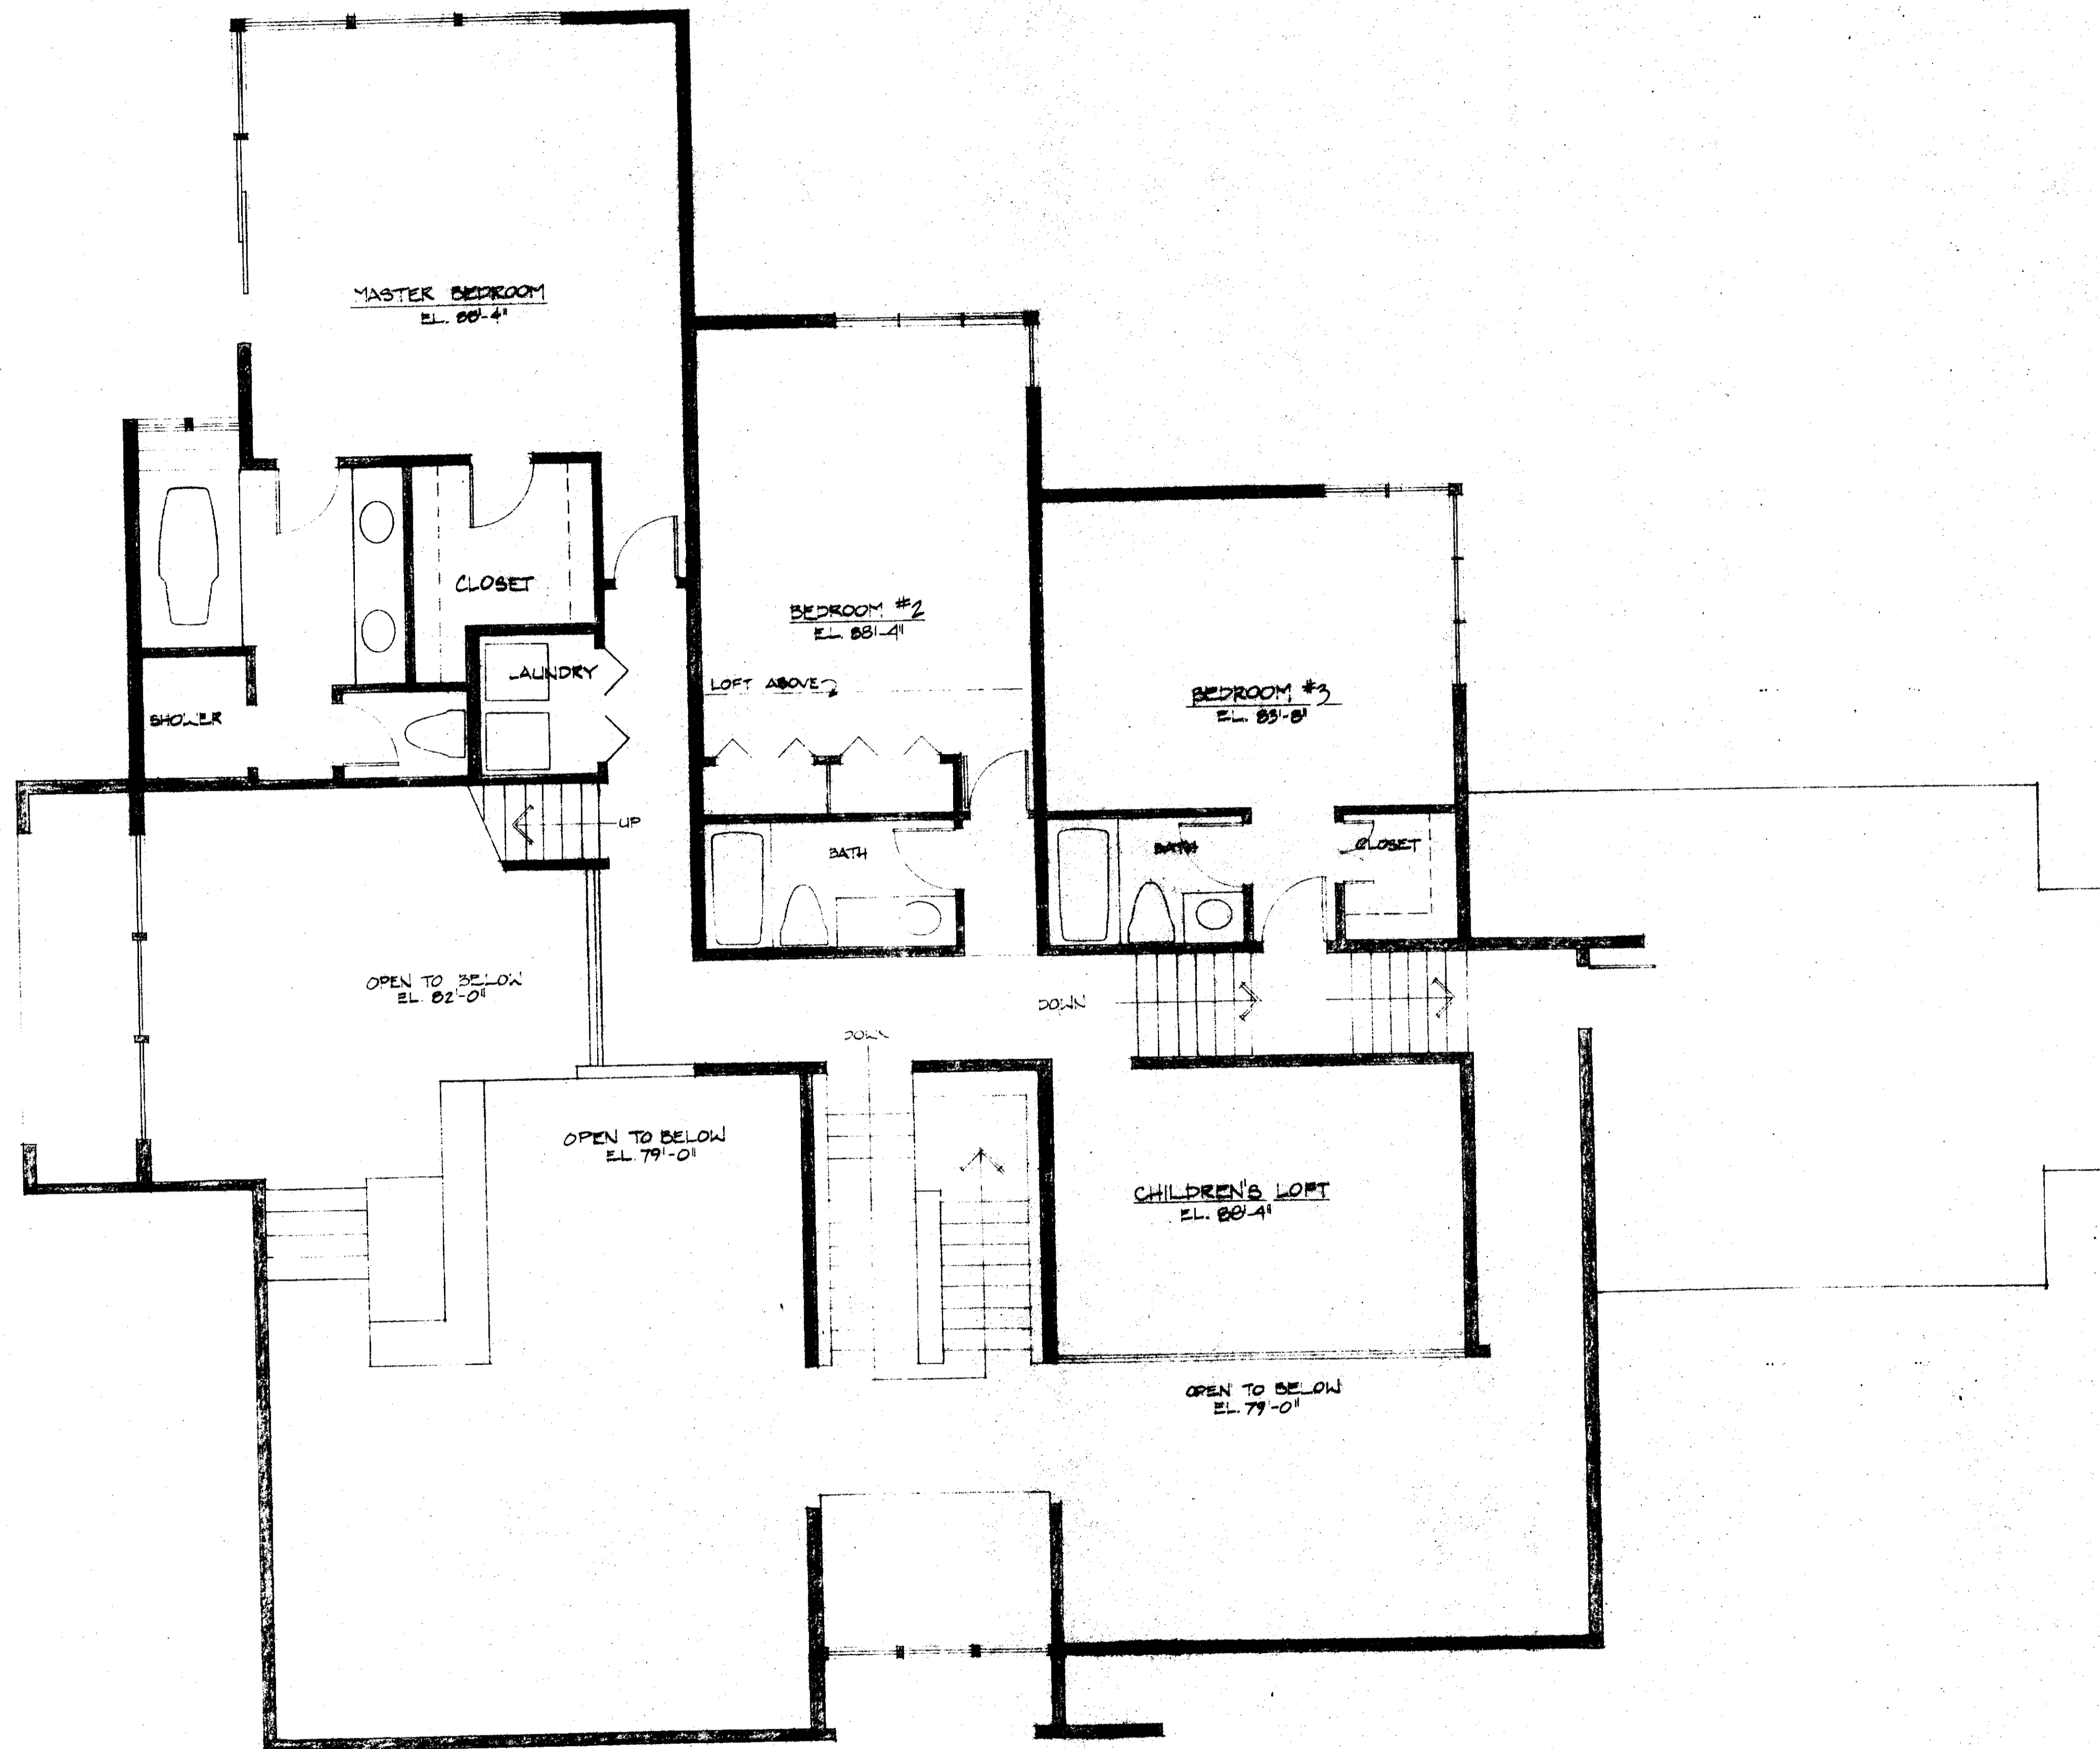 MASTER BEDROOM
EL. 88'-4"
CLOSET
BEDROOM #2
EL. 88'-4"
LAUNDRY
LOFT ABOVE
BEDROOM #3
EL. 83'-8"
SHOWER
UP
BATH
BATH
CLOSET
OPEN TO BELOW
EL. 82'-0"
DOWN
DOWN
OPEN TO BELOW
EL. 79'-0"
CHILDREN'S LOFT
EL. 88'-4"
OPEN TO BELOW
EL. 79'-0"